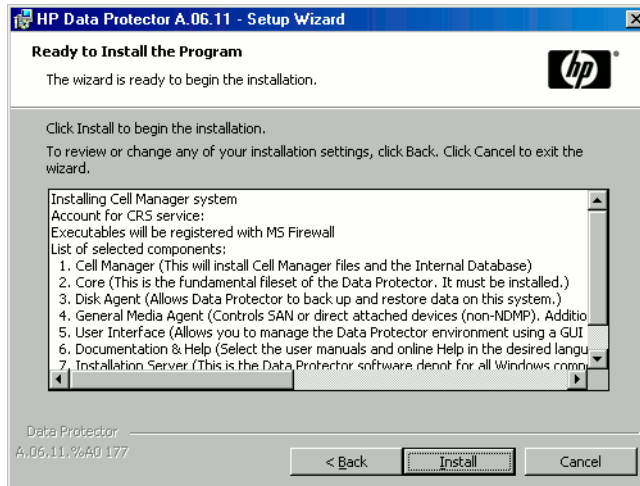 HP Data Protector A.06.11 - Setup Wizard
Ready to Install the Program
The wizard is ready to begin the installation.
hp
Click Install to begin the installation.
To review or change any of your installation settings, click Back. Click Cancel to exit the
wizard.
Installing Cell Manager system
Account for CRS service:
Executables will be registered with MS Firewall
List of selected components:
1. Cell Manager (This will install Cell Manager files and the Internal Database)
2. Core (This is the fundamental fileset of the Data Protector. It must be installed.)
3. Disk Agent (Allows Data Protector to back up and restore data on this system.)
4. General Media Agent (Controls SAN or direct attached devices (non-NDMP). Additio
5. User Interface (Allows you to manage the Data Protector environment using a GUI
6. Documentation & Help (Select the user manuals and online Help in the desired langu
7. Installation Server (This is the Data Protector software depot for all Windows comp
Data Protector
A.06.11.%A0 177
< Back
Install
Cancel